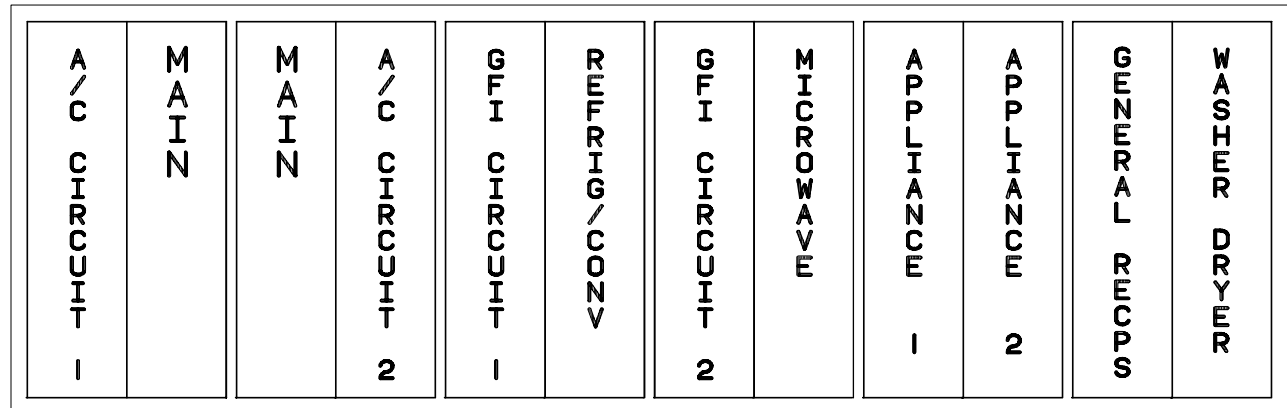 A/C CIRCUIT 1
MAIN
MAIN
A/C CIRCUIT 2
GFI CIRCUIT 1
REFRIG/CONV
GFI CIRCUIT 2
MICROWAVE
APPLIANCE 1
APPLIANCE 2
GENERAL RECPS
WASHER DRYER